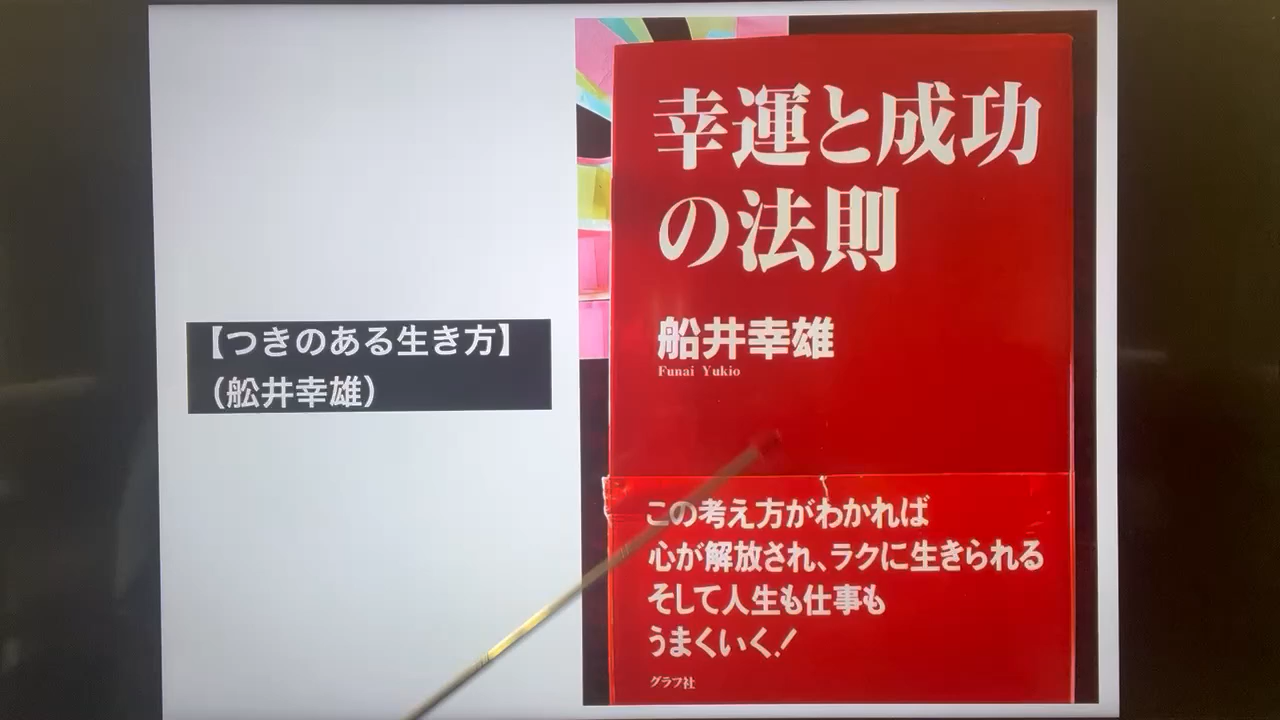 【つきのある生き方】
(舩井幸雄)
幸運と成功
の法則
船井幸雄
Funai Yukio
この考え方がわかれば
心が解放され、ラクに生きられる
そして人生も仕事も
うまくいく!
グラフ社